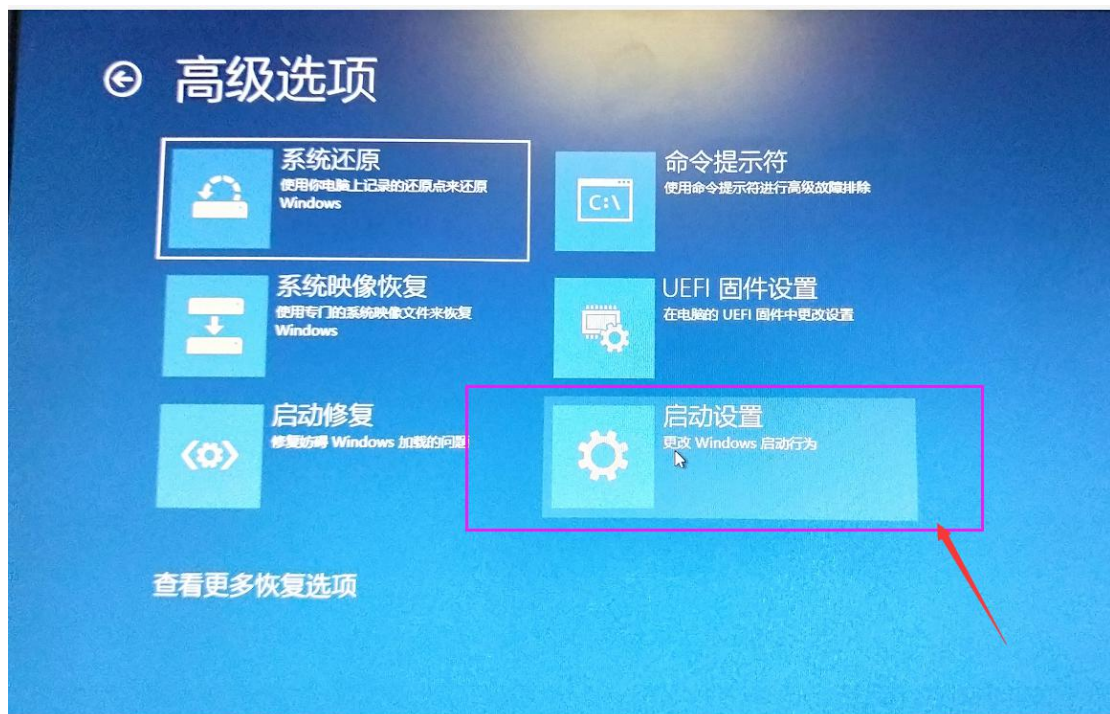 高级选项
系统还原
使用你电脑上记录的还原点来还原
Windows
命令提示符
使用命令提示符进行高级故障排除
C:\
系统映像恢复
使用专门的系统映像文件来恢复
Windows
UEFI 固件设置
在电脑的 UEFI 固件中更改设置
启动修复
修复妨碍 Windows 加载的问题
启动设置
更改 Windows 启动行为
查看更多恢复选项